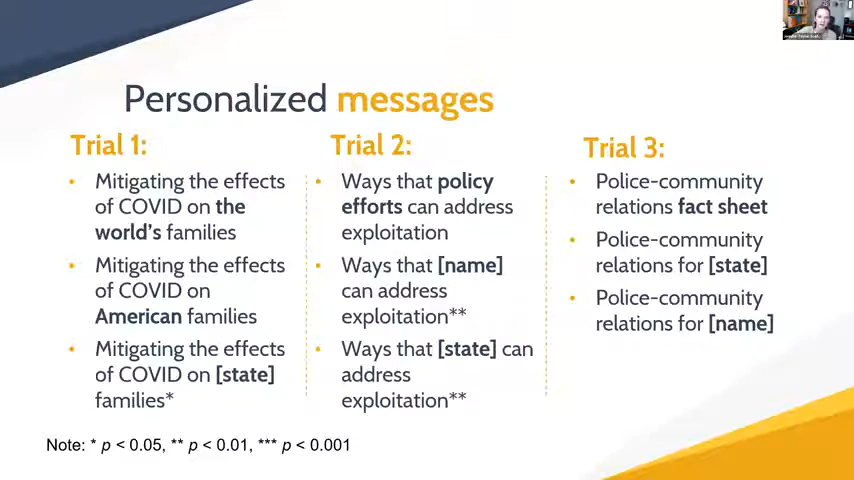 Personalized messages
Trial 1:
Mitigating the effects
of COVID on the
world's families
Mitigating the effects
of COVID on
American families
Mitigating the effects
of COVID on [state]
families*
Trial 2:
Ways that policy
efforts can address
exploitation
Ways that [name]
can address
exploitation**
Ways that [state] can
address
exploitation**
Trial 3:
Police-community
relations fact sheet
Police-community
relations for [state]
Police-community
relations for [name]
Note: * p < 0.05, ** p < 0.01, *** p < 0.001